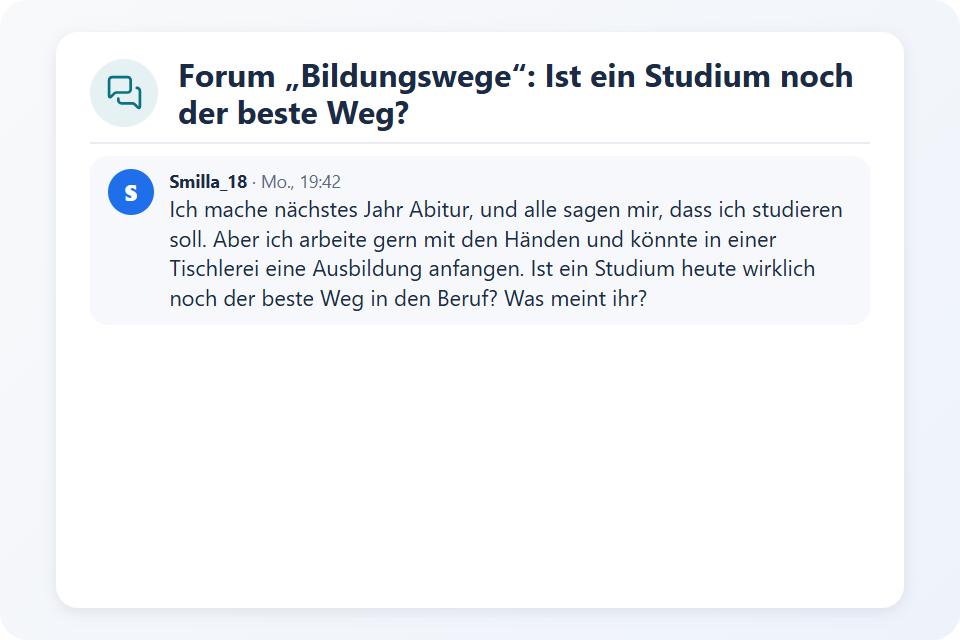 Forum „Bildungswege“: Ist ein Studium noch
der beste Weg?
S
Smilla_18 · Mo., 19:42
Ich mache nächstes Jahr Abitur, und alle sagen mir, dass ich studieren
soll. Aber ich arbeite gern mit den Händen und könnte in einer
Tischlerei eine Ausbildung anfangen. Ist ein Studium heute wirklich
noch der beste Weg in den Beruf? Was meint ihr?